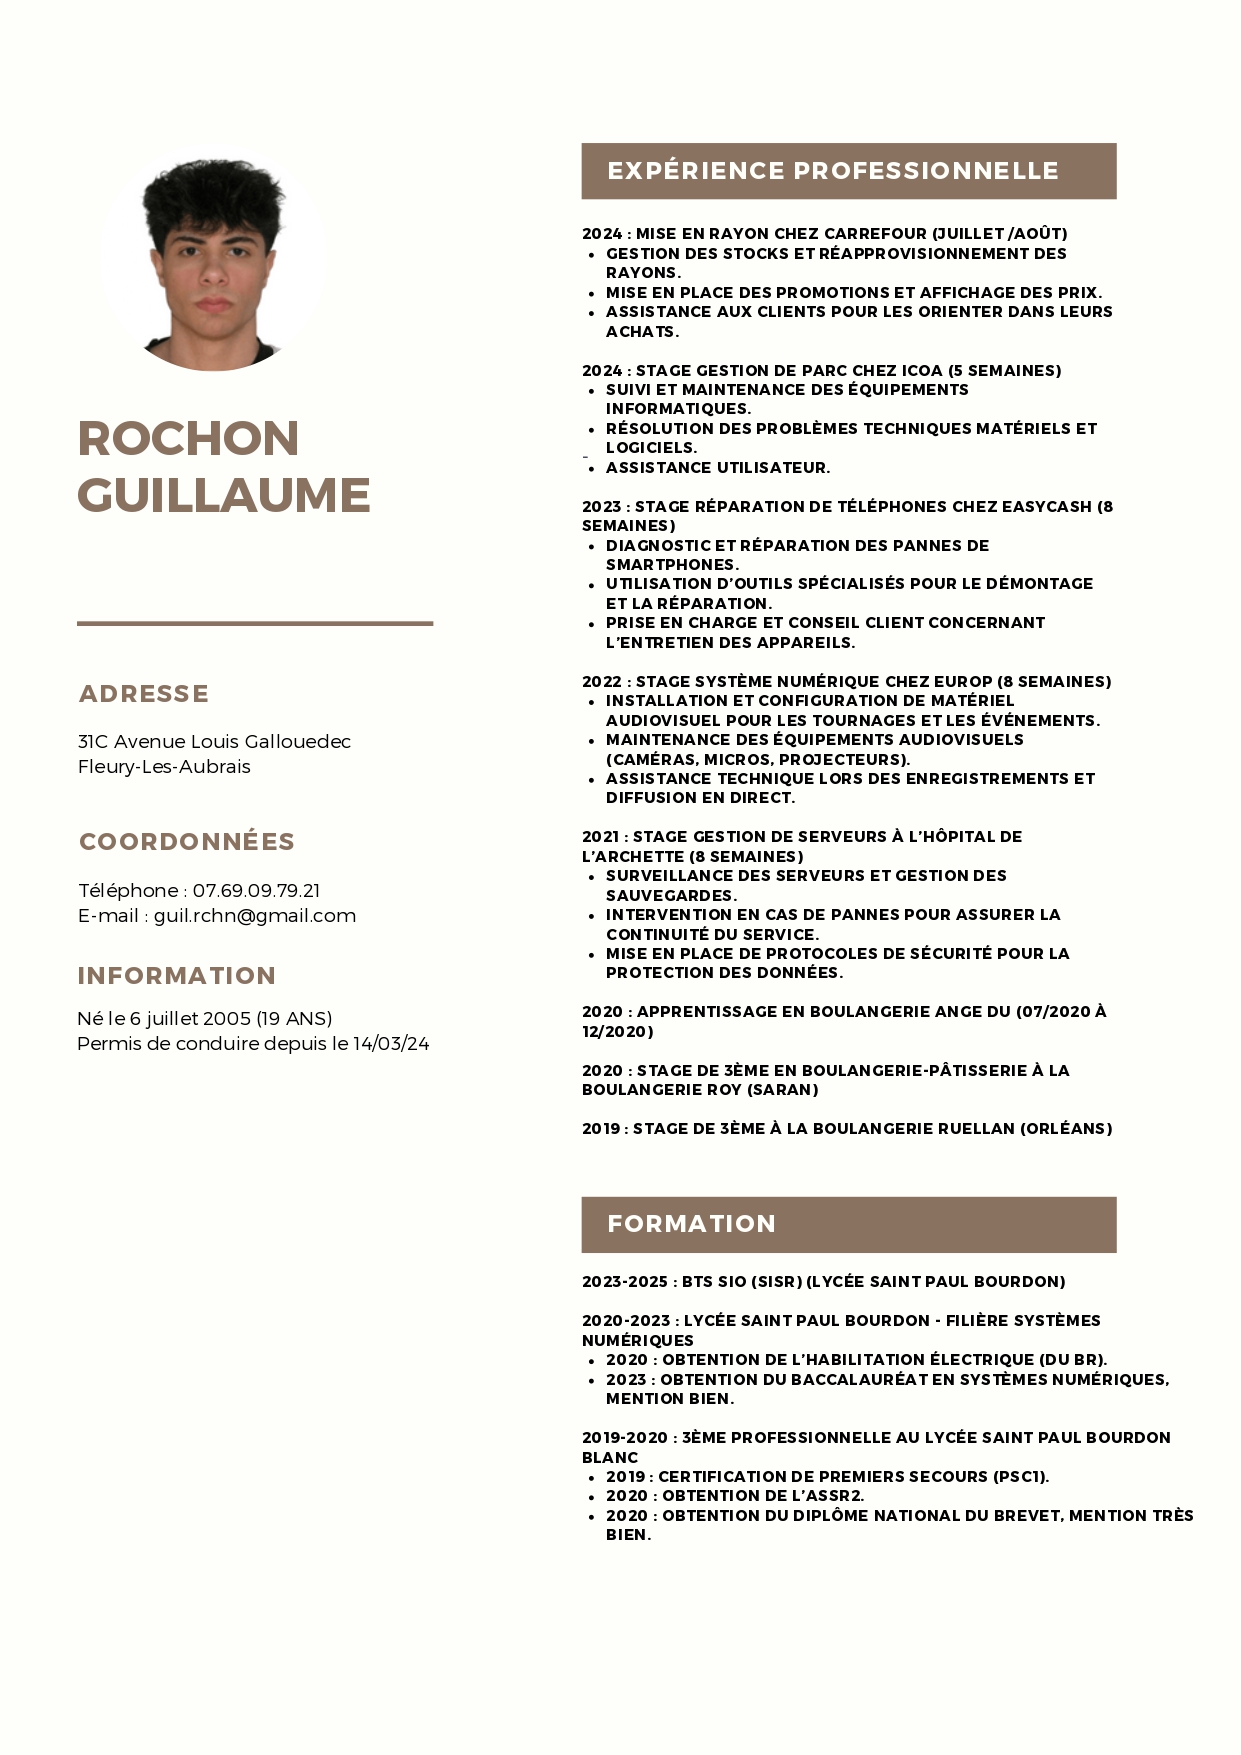 ROCHON
GUILLAUME
ADRESSE
31C Avenue Louis Gallouedec
Fleury-Les-Aubrais
COORDONNÉES
Téléphone : 07.69.09.79.21
E-mail : guil.rchn@gmail.com
INFORMATION
Né le 6 juillet 2005 (19 ANS)
Permis de conduire depuis le 14/03/24
EXPÉRIENCE PROFESSIONNELLE
2024 : MISE EN RAYON CHEZ CARREFOUR (JUILLET /AOÛT)
• GESTION DES STOCKS ET RÉAPPROVISIONNEMENT DES
RAYONS.
• MISE EN PLACE DES PROMOTIONS ET AFFICHAGE DES PRIX.
• ASSISTANCE AUX CLIENTS POUR LES ORIENTER DANS LEURS
ACHATS.
2024 : STAGE GESTION DE PARC CHEZ ICOA (5 SEMAINES)
• SUIVI ET MAINTENANCE DES ÉQUIPEMENTS
INFORMATIQUES.
• RÉSOLUTION DES PROBLÈMES TECHNIQUES MATÉRIELS ET
LOGICIELS.
• ASSISTANCE UTILISATEUR.
2023 : STAGE RÉPARATION DE TÉLÉPHONES CHEZ EASYCASH (8
SEMAINES)
• DIAGNOSTIC ET RÉPARATION DES PANNES DE
SMARTPHONES.
• UTILISATION D'OUTILS SPÉCIALISÉS POUR LE DÉMONTAGE
ET LA RÉPARATION.
• PRISE EN CHARGE ET CONSEIL CLIENT CONCERNANT
L'ENTRETIEN DES APPAREILS.
2022 : STAGE SYSTÈME NUMÉRIQUE CHEZ EUROP (8 SEMAINES)
• INSTALLATION ET CONFIGURATION DE MATÉRIEL
AUDIOVISUEL POUR LES TOURNAGES ET LES ÉVÉNEMENTS.
• MAINTENANCE DES ÉQUIPEMENTS AUDIOVISUELS
(CAMÉRAS, MICROS, PROJECTEURS).
• ASSISTANCE TECHNIQUE LORS DES ENREGISTREMENTS ET
DIFFUSION EN DIRECT.
2021 : STAGE GESTION DE SERVEURS À L'HÔPITAL DE
L'ARCHETTE (8 SEMAINES)
• SURVEILLANCE DES SERVEURS ET GESTION DES
SAUVEGARDES.
• INTERVENTION EN CAS DE PANNES POUR ASSURER LA
CONTINUITÉ DU SERVICE.
• MISE EN PLACE DE PROTOCOLES DE SÉCURITÉ POUR LA
PROTECTION DES DONNÉES.
2020 : APPRENTISSAGE EN BOULANGERIE ANGE DU (07/2020 À
12/2020)
2020 : STAGE DE 3ÈME EN BOULANGERIE-PÂTISSERIE À LA
BOULANGERIE ROY (SARAN)
2019 : STAGE DE 3ÈME À LA BOULANGERIE RUELLAN (ORLÉANS)
FORMATION
2023-2025 : BTS SIO (SISR) (LYCÉE SAINT PAUL BOURDON)
2020-2023 : LYCÉE SAINT PAUL BOURDON - FILIÈRE SYSTÈMES
NUMÉRIQUES
• 2020 : OBTENTION DE L'HABILITATION ÉLECTRIQUE (DU BR).
• 2023 : OBTENTION DU BACCALAURÉAT EN SYSTÈMES NUMÉRIQUES,
MENTION BIEN.
2019-2020 : 3ÈME PROFESSIONNELLE AU LYCÉE SAINT PAUL BOURDON
BLANC
• 2019 : CERTIFICATION DE PREMIERS SECOURS (PSC1).
• 2020 : OBTENTION DE L'ASSR2.
• 2020 : OBTENTION DU DIPLÔME NATIONAL DU BREVET, MENTION TRÈS
BIEN.